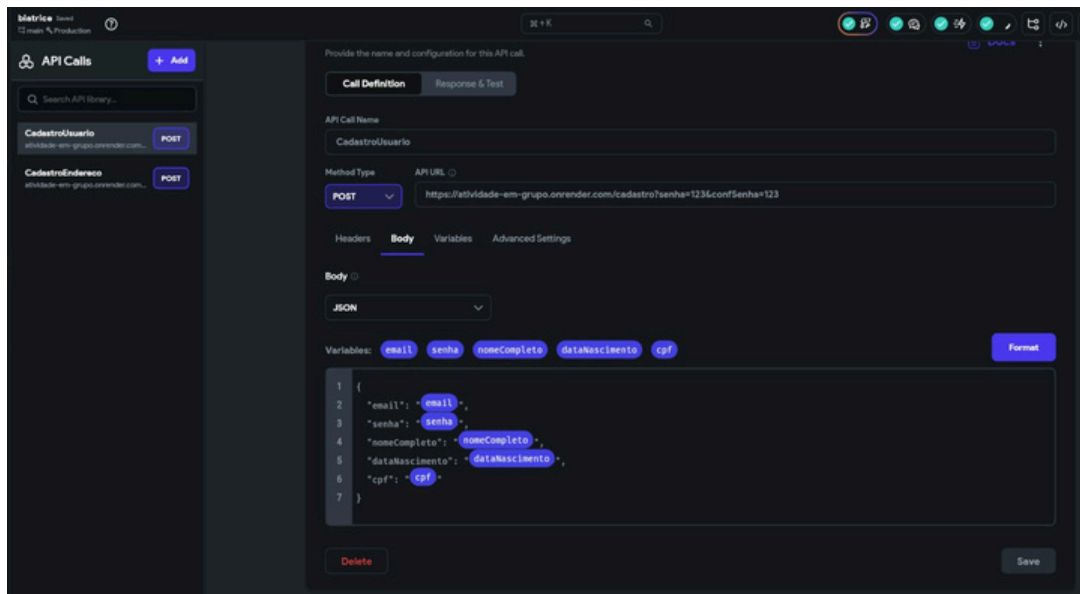 biatrice Saved
main Production
⌘+K
API Calls
+ Add
Search API library...
CadastroUsuario
atividade-em-grupo.onrender.com...
POST
CadastroEndereco
atividade-em-grupo.onrender.com...
POST
Provide the name and configuration for this API call.
DOCS
Call Definition
Response & Test
API Call Name
CadastroUsuario
Method Type
API URL
POST
https://atividade-em-grupo.onrender.com/cadastro?senha=123&confSenha=123
Headers Body Variables Advanced Settings
Body
JSON
Variables: email senha nomeCompleto dataNascimento cpf
Format
1 {
2 "email": "email",
3 "senha": "senha",
4 "nomeCompleto": "nomeCompleto",
5 "dataNascimento": "dataNascimento",
6 "cpf": "cpf"
7 }
Delete
Save